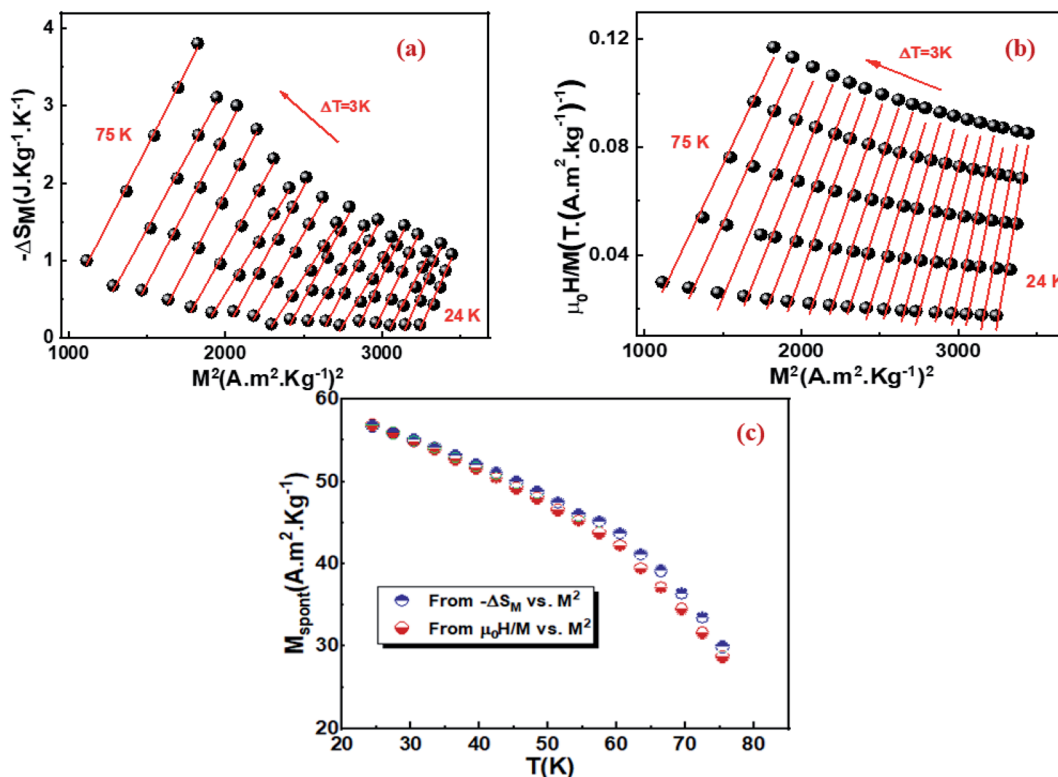 (a)
-ΔS_M(J.Kg⁻¹.K⁻¹)
4
3
2
1
0
75 K
ΔT=3K
24 K
1000 2000 3000
M²(A.m².Kg⁻¹)²
(b)
μ₀H/M(T.(A.m².kg⁻¹)⁻¹)
0.12
0.08
0.04
75 K
ΔT=3K
24 K
1000 2000 3000
M²(A.m².Kg⁻¹)²
(c)
M_spont(A.m².Kg⁻¹)
60
50
40
30
20
From -ΔS_M vs. M²
From μ₀H/M vs. M²
20 30 40 50 60 70 80
T(K)